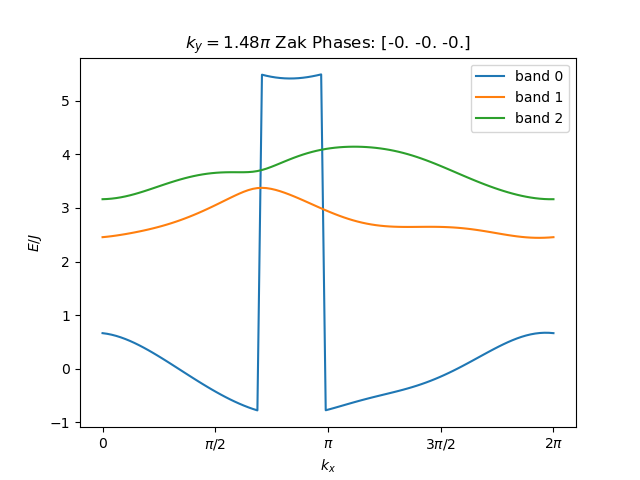 $k_y = 1.48\pi$ Zak Phases: [-0. -0. -0.]
band 0
band 1
band 2
E/J
5
4
3
2
1
0
−1
0
π/2
π
3π/2
2π
$k_x$